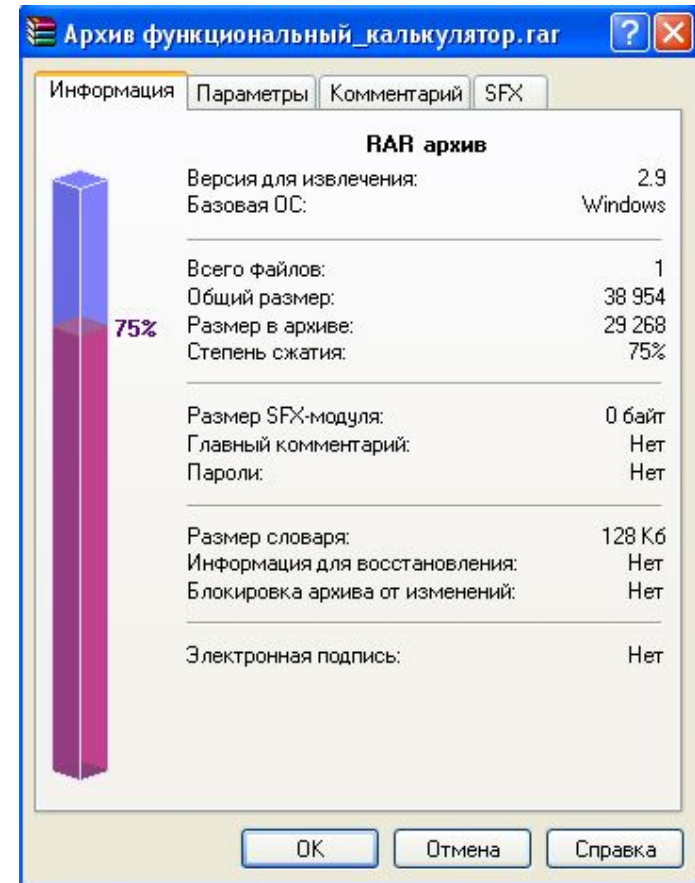 Архив функциональный_калькулятор.rar
Информация Параметры Комментарий SFX
RAR архив
Версия для извлечения: 2.9
Базовая ОС: Windows
Всего файлов: 1
Общий размер: 38 954
75% Размер в архиве: 29 268
Степень сжатия: 75%
Размер SFX-модуля: 0 байт
Главный комментарий: Нет
Пароли: Нет
Размер словаря: 128 Кб
Информация для восстановления: Нет
Блокировка архива от изменений: Нет
Электронная подпись: Нет
OK Отмена Справка